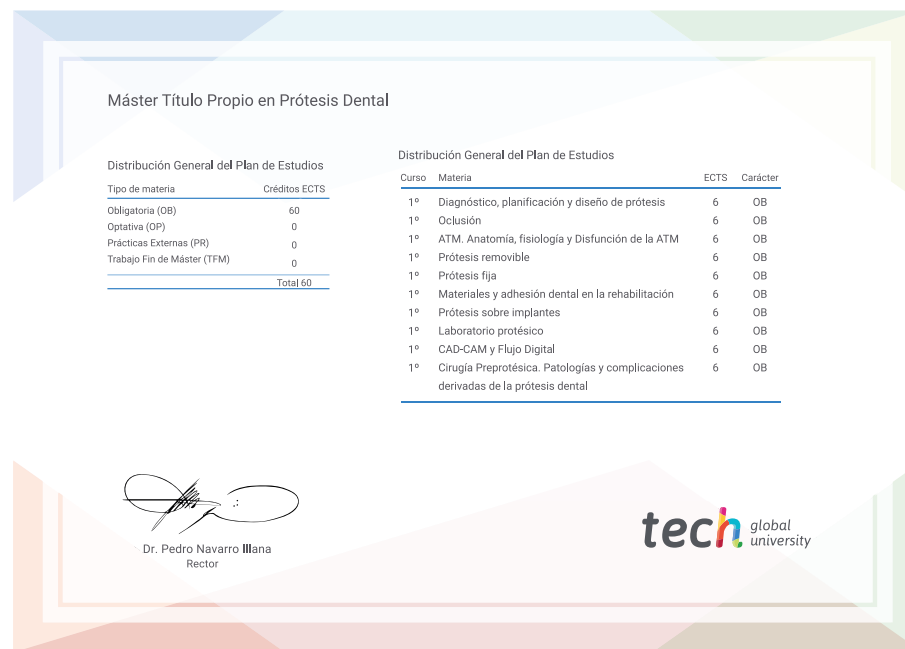 Máster Título Propio en Prótesis Dental
Distribución General del Plan de Estudios
Tipo de materia Créditos ECTS
Obligatoria (OB) 60
Optativa (OP) 0
Prácticas Externas (PR) 0
Trabajo Fin de Máster (TFM) 0
Total 60
Distribución General del Plan de Estudios
Curso Materia ECTS Carácter
1º Diagnóstico, planificación y diseño de prótesis 6 OB
1º Oclusión 6 OB
1º ATM. Anatomía, fisiología y Disfunción de la ATM 6 OB
1º Prótesis removible 6 OB
1º Prótesis fija 6 OB
1º Materiales y adhesión dental en la rehabilitación 6 OB
1º Prótesis sobre implantes 6 OB
1º Laboratorio protésico 6 OB
1º CAD-CAM y Flujo Digital 6 OB
1º Cirugía Preprotésica. Patologías y complicaciones 6 OB
derivadas de la prótesis dental
Dr. Pedro Navarro Illana
Rector
tech global
university